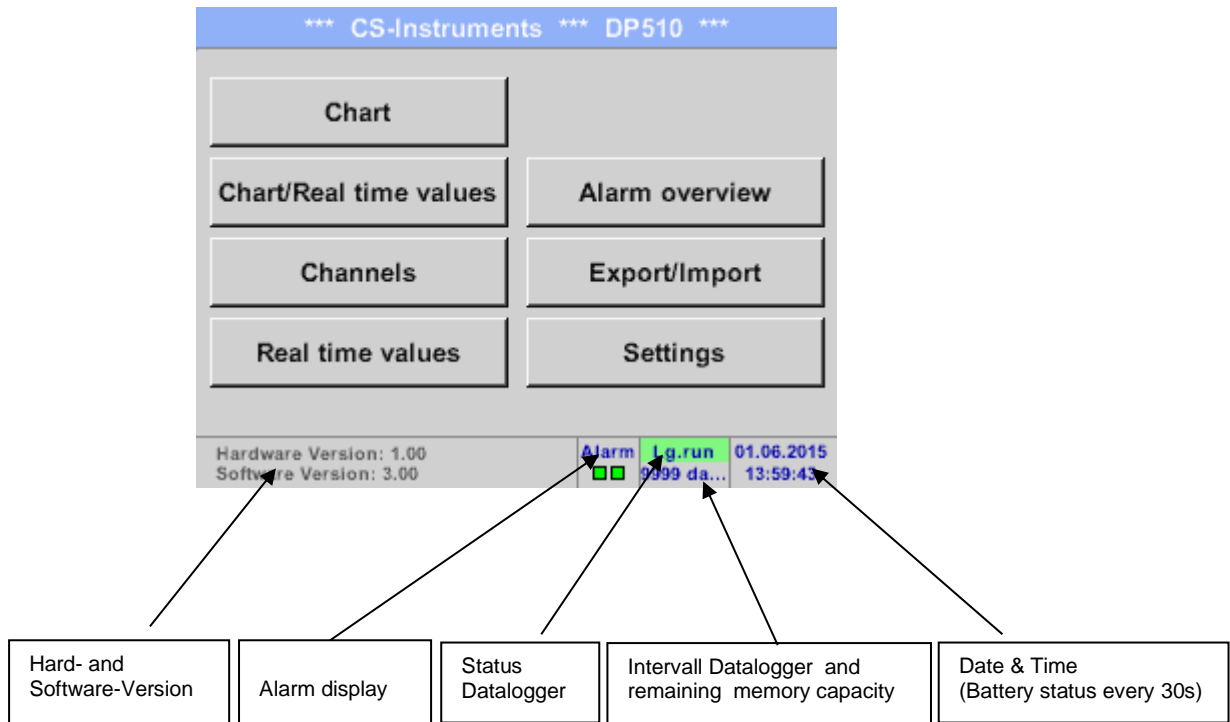 *** CS-Instruments *** DP510 ***
Chart
Chart/Real time values
Alarm overview
Channels
Export/Import
Real time values
Settings
Hardware Version: 1.00
Software Version: 3.00
Alarm
Lg.run
9999 da...
01.06.2015
13:59:43
Hard- and
Software-Version
Alarm display
Status
Datalogger
Intervall Datalogger and
remaining memory capacity
Date & Time
(Battery status every 30s)